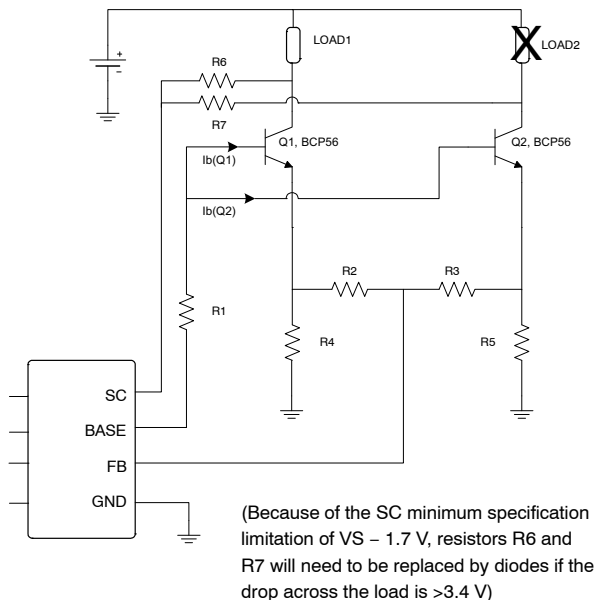 LOAD1
LOAD2
R6
R7
Q1, BCP56
Q2, BCP56
Ib(Q1)
Ib(Q2)
R2
R3
R1
R4
R5
SC
BASE
FB
GND
+
−
(Because of the SC minimum specification
limitation of VS − 1.7 V, resistors R6 and
R7 will need to be replaced by diodes if the
drop across the load is >3.4 V)